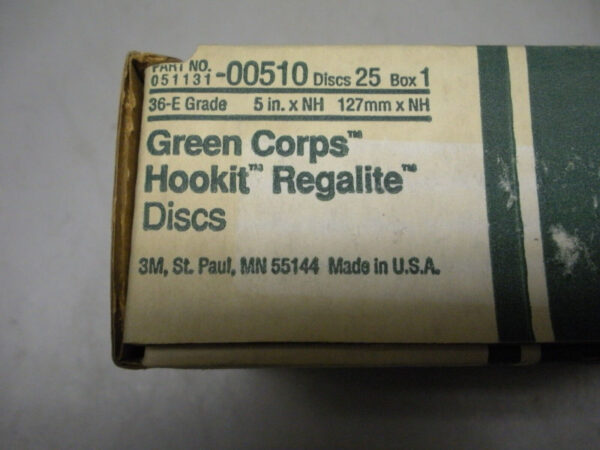 PART NO.
051131-00510 Discs 25 Box 1
36-E Grade 5 in. x NH 127mm x NH
Green Corps™
Hookit™ Regalite™
Discs
3M, St. Paul, MN 55144 Made in U.S.A.